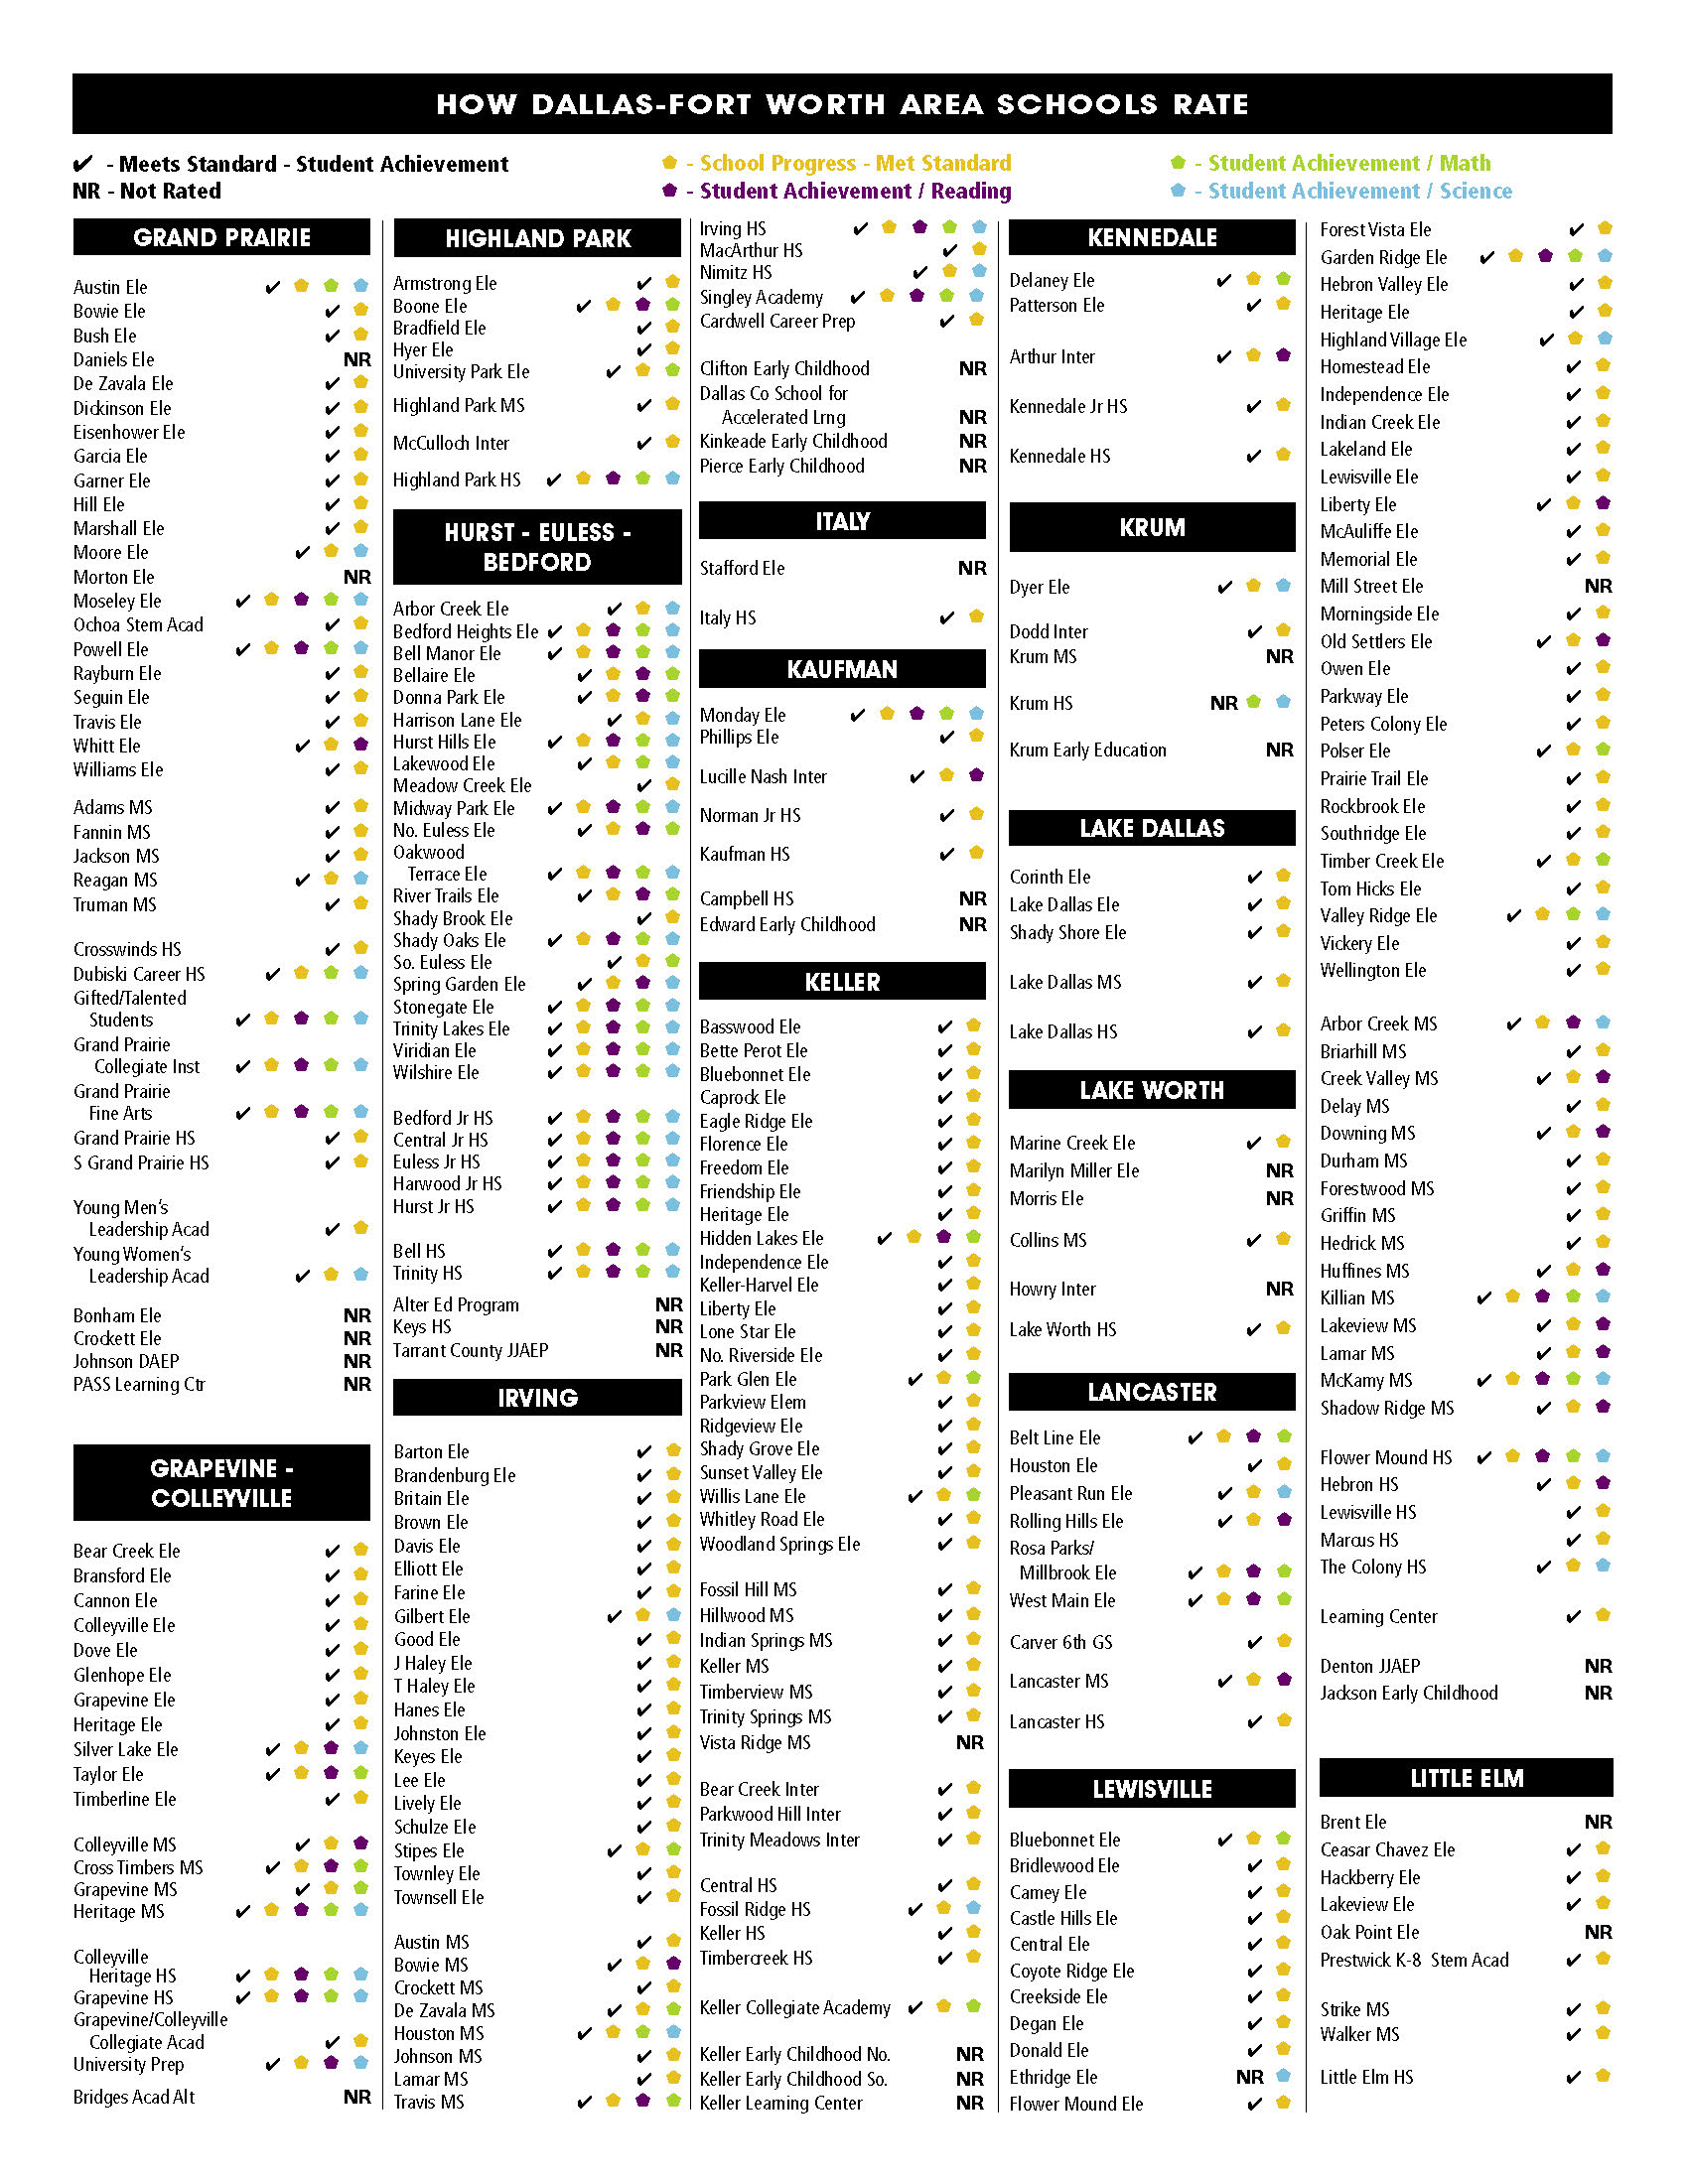 HOW DALLAS-FORT WORTH AREA SCHOOLS RATE
✔ - Meets Standard - Student Achievement
NR - Not Rated
- School Progress - Met Standard
- Student Achievement / Reading
- Student Achievement / Math
- Student Achievement / Science
GRAND PRAIRIE
Austin Ele ✔
Bowie Ele ✔
Bush Ele ✔
Daniels Ele NR
De Zavala Ele ✔
Dickinson Ele ✔
Eisenhower Ele ✔
Garcia Ele ✔
Garner Ele ✔
Hill Ele ✔
Marshall Ele ✔
Moore Ele ✔
Morton Ele NR
Moseley Ele ✔
Ochoa Stem Acad ✔
Powell Ele ✔
Rayburn Ele ✔
Seguin Ele ✔
Travis Ele ✔
Whitt Ele ✔
Williams Ele ✔
Adams MS ✔
Fannin MS ✔
Jackson MS ✔
Reagan MS ✔
Truman MS ✔
Crosswinds HS ✔
Dubiski Career HS ✔
Gifted/Talented
Students ✔
Grand Prairie
Collegiate Inst ✔
Grand Prairie
Fine Arts ✔
Grand Prairie HS ✔
S Grand Prairie HS ✔
Young Men's
Leadership Acad ✔
Young Women's
Leadership Acad ✔
Bonham Ele NR
Crockett Ele NR
Johnson DAEP NR
PASS Learning Ctr NR
GRAPEVINE -
COLLEYVILLE
Bear Creek Ele ✔
Bransford Ele ✔
Cannon Ele ✔
Colleyville Ele ✔
Dove Ele ✔
Glenhope Ele ✔
Grapevine Ele ✔
Heritage Ele ✔
Silver Lake Ele ✔
Taylor Ele ✔
Timberline Ele ✔
Colleyville MS ✔
Cross Timbers MS ✔
Grapevine MS ✔
Heritage MS ✔
Colleyville
Heritage HS ✔
Grapevine HS ✔
Grapevine/Colleyville
Collegiate Acad ✔
University Prep ✔
Bridges Acad Alt NR
HIGHLAND PARK
Armstrong Ele ✔
Boone Ele ✔
Bradfield Ele ✔
Hyer Ele ✔
University Park Ele ✔
Highland Park MS ✔
McCulloch Inter ✔
Highland Park HS ✔
HURST - EULESS -
BEDFORD
Arbor Creek Ele ✔
Bedford Heights Ele ✔
Bell Manor Ele ✔
Bellaire Ele ✔
Donna Park Ele ✔
Harrison Lane Ele ✔
Hurst Hills Ele ✔
Lakewood Ele ✔
Meadow Creek Ele ✔
Midway Park Ele ✔
No. Euless Ele ✔
Oakwood
Terrace Ele ✔
River Trails Ele ✔
Shady Brook Ele ✔
Shady Oaks Ele ✔
So. Euless Ele ✔
Spring Garden Ele ✔
Stonegate Ele ✔
Trinity Lakes Ele ✔
Viridian Ele ✔
Wilshire Ele ✔
Bedford Jr HS ✔
Central Jr HS ✔
Euless Jr HS ✔
Harwood Jr HS ✔
Hurst Jr HS ✔
Bell HS ✔
Trinity HS ✔
Alter Ed Program NR
Keys HS NR
Tarrant County JJAEP NR
IRVING
Barton Ele ✔
Brandenburg Ele ✔
Britain Ele ✔
Brown Ele ✔
Davis Ele ✔
Elliott Ele ✔
Farine Ele ✔
Gilbert Ele ✔
Good Ele ✔
J Haley Ele ✔
T Haley Ele ✔
Hanes Ele ✔
Johnston Ele ✔
Keyes Ele ✔
Lee Ele ✔
Lively Ele ✔
Schulze Ele ✔
Stipes Ele ✔
Townley Ele ✔
Townsell Ele ✔
Austin MS ✔
Bowie MS ✔
Crockett MS ✔
De Zavala MS ✔
Houston MS ✔
Johnson MS ✔
Lamar MS ✔
Travis MS ✔
Irving HS ✔
MacArthur HS ✔
Nimitz HS ✔
Singley Academy ✔
Cardwell Career Prep ✔
Clifton Early Childhood NR
Dallas Co School for
Accelerated Lrng NR
Kinkeade Early Childhood NR
Pierce Early Childhood NR
ITALY
Stafford Ele NR
Italy HS ✔
KAUFMAN
Monday Ele ✔
Phillips Ele ✔
Lucille Nash Inter ✔
Norman Jr HS ✔
Kaufman HS ✔
Campbell HS NR
Edward Early Childhood NR
KELLER
Basswood Ele ✔
Bette Perot Ele ✔
Bluebonnet Ele ✔
Caprock Ele ✔
Eagle Ridge Ele ✔
Florence Ele ✔
Freedom Ele ✔
Friendship Ele ✔
Heritage Ele ✔
Hidden Lakes Ele ✔
Independence Ele ✔
Keller-Harvel Ele ✔
Liberty Ele ✔
Lone Star Ele ✔
No. Riverside Ele ✔
Park Glen Ele ✔
Parkview Elem ✔
Ridgeview Ele ✔
Shady Grove Ele ✔
Sunset Valley Ele ✔
Willis Lane Ele ✔
Whitley Road Ele ✔
Woodland Springs Ele ✔
Fossil Hill MS ✔
Hillwood MS ✔
Indian Springs MS ✔
Keller MS ✔
Timberview MS ✔
Trinity Springs MS ✔
Vista Ridge MS NR
Bear Creek Inter ✔
Parkwood Hill Inter ✔
Trinity Meadows Inter ✔
Central HS ✔
Fossil Ridge HS ✔
Keller HS ✔
Timbercreek HS ✔
Keller Collegiate Academy ✔
Keller Early Childhood No. NR
Keller Early Childhood So. NR
Keller Learning Center NR
KENNEDALE
Delaney Ele ✔
Patterson Ele ✔
Arthur Inter ✔
Kennedale Jr HS ✔
Kennedale HS ✔
KRUM
Dyer Ele ✔
Dodd Inter ✔
Krum MS NR
Krum HS NR
Krum Early Education NR
LAKE DALLAS
Corinth Ele ✔
Lake Dallas Ele ✔
Shady Shore Ele ✔
Lake Dallas MS ✔
Lake Dallas HS ✔
LAKE WORTH
Marine Creek Ele ✔
Marilyn Miller Ele NR
Morris Ele NR
Collins MS ✔
Howry Inter NR
Lake Worth HS ✔
LANCASTER
Belt Line Ele ✔
Houston Ele ✔
Pleasant Run Ele ✔
Rolling Hills Ele ✔
Rosa Parks/
Millbrook Ele ✔
West Main Ele ✔
Carver 6th GS ✔
Lancaster MS ✔
Lancaster HS ✔
LEWISVILLE
Bluebonnet Ele ✔
Bridlewood Ele ✔
Camey Ele ✔
Castle Hills Ele ✔
Central Ele ✔
Coyote Ridge Ele ✔
Creekside Ele ✔
Degan Ele ✔
Donald Ele ✔
Ethridge Ele NR
Flower Mound Ele ✔
Forest Vista Ele ✔
Garden Ridge Ele ✔
Hebron Valley Ele ✔
Heritage Ele ✔
Highland Village Ele ✔
Homestead Ele ✔
Independence Ele ✔
Indian Creek Ele ✔
Lakeland Ele ✔
Lewisville Ele ✔
Liberty Ele ✔
McAuliffe Ele ✔
Memorial Ele ✔
Mill Street Ele NR
Morningside Ele ✔
Old Settlers Ele ✔
Owen Ele ✔
Parkway Ele ✔
Peters Colony Ele ✔
Polser Ele ✔
Prairie Trail Ele ✔
Rockbrook Ele ✔
Southridge Ele ✔
Timber Creek Ele ✔
Tom Hicks Ele ✔
Valley Ridge Ele ✔
Vickery Ele ✔
Wellington Ele ✔
Arbor Creek MS ✔
Briarhill MS ✔
Creek Valley MS ✔
Delay MS ✔
Downing MS ✔
Durham MS ✔
Forestwood MS ✔
Griffin MS ✔
Hedrick MS ✔
Huffines MS ✔
Killian MS ✔
Lakeview MS ✔
Lamar MS ✔
McKamy MS ✔
Shadow Ridge MS ✔
Flower Mound HS ✔
Hebron HS ✔
Lewisville HS ✔
Marcus HS ✔
The Colony HS ✔
Learning Center ✔
Denton JJAEP NR
Jackson Early Childhood NR
LITTLE ELM
Brent Ele NR
Ceasar Chavez Ele ✔
Hackberry Ele ✔
Lakeview Ele ✔
Oak Point Ele NR
Prestwick K-8 Stem Acad ✔
Strike MS ✔
Walker MS ✔
Little Elm HS ✔